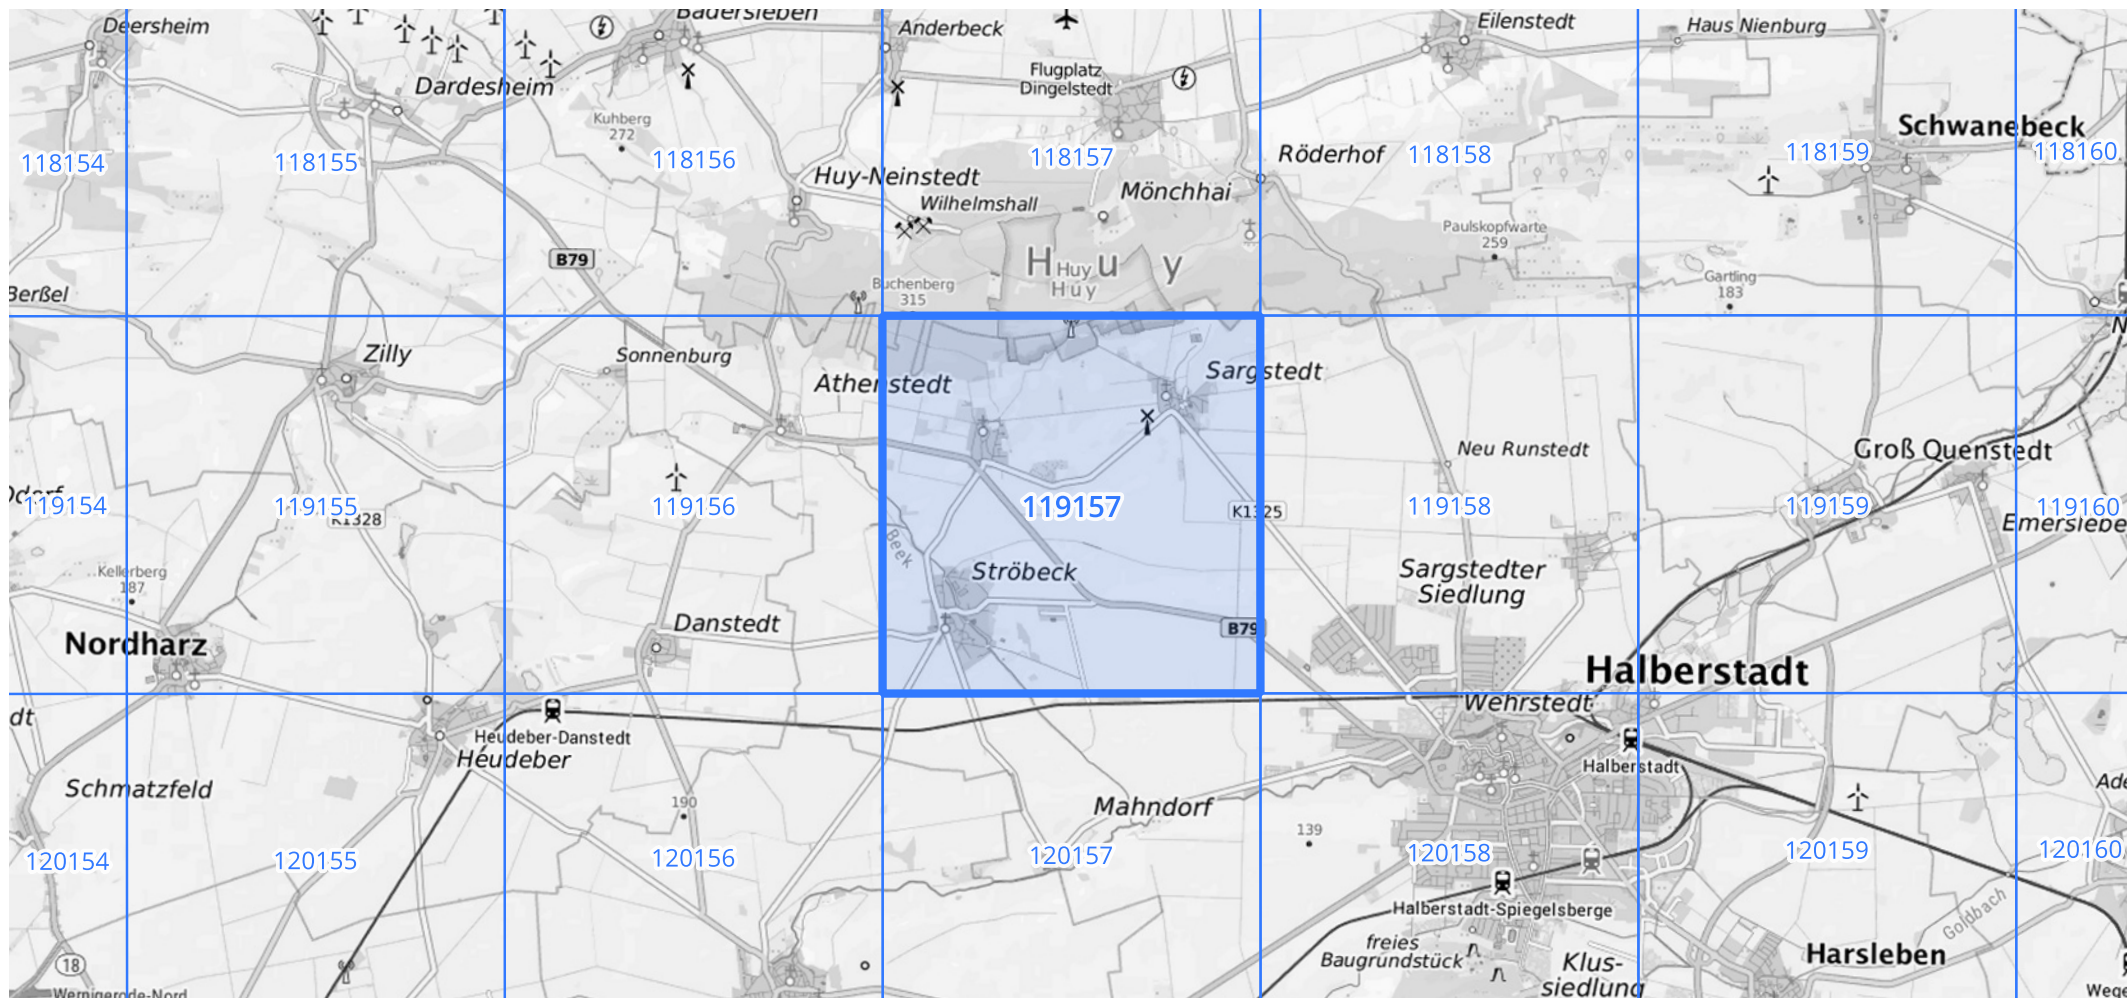 Deersheim
Badersleben
Anderbeck
Eilenstedt
Haus Nienburg
Dardesheim
Flugplatz
Dingelstedt
Kuhberg
272
Schwanebeck
118154
118155
118156
118157
118158
118159
118160
Röderhof
Huy-Neinstedt
Mönchhai
Wilhelmshall
Paulskopfwarte
259
B79
H u y
Huy
Huy
Buchenberg
315
Gartling
183
Berßel
Zilly
Sonnenburg
Athenstedt
Sargstedt
Neu Runstedt
Groß Quenstedt
119154
119155
119156
119157
119158
119159
119160
K1328
K1325
Emerslebe
Beek
Ströbeck
Sargstedter
Siedlung
Kellerberg
187
Danstedt
B79
Nordharz
Halberstadt
Wehrstedt
dt
Heudeber-Danstedt
Heudeber
Halberstadt
Schmatzfeld
190
Mahndorf
Ade
139
120154
120155
120156
120157
120158
120159
120160
Halberstadt-Spiegelsberge
Goldbach
freies
Baugrundstück
Klus-
siedlung
Harsleben
18
Wernigerode-Nord
Wege